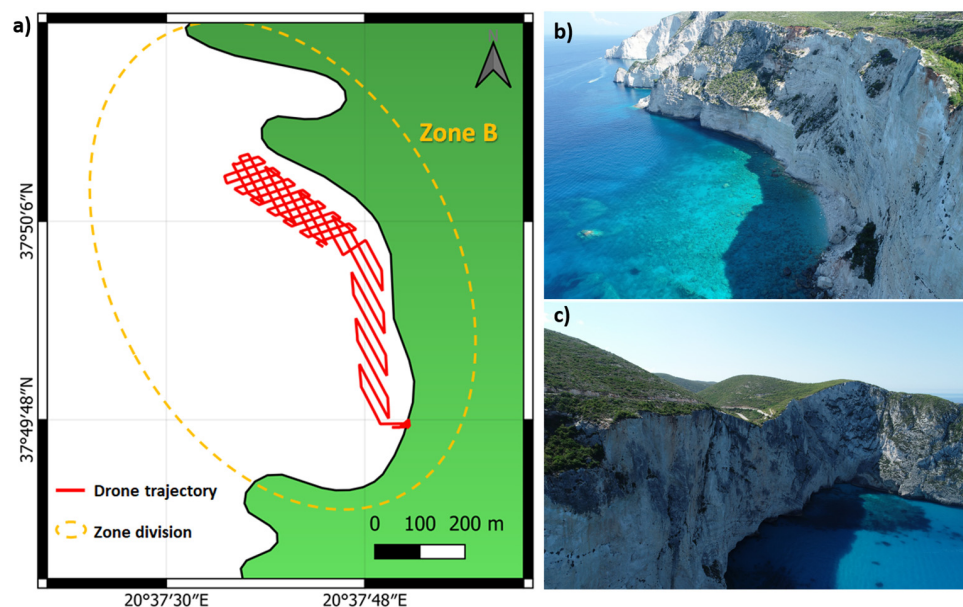 a)
N
Zone B
37°50′6″N
37°49′48″N
Drone trajectory
Zone division
0 100 200 m
20°37′30″E 20°37′48″E
b)
c)